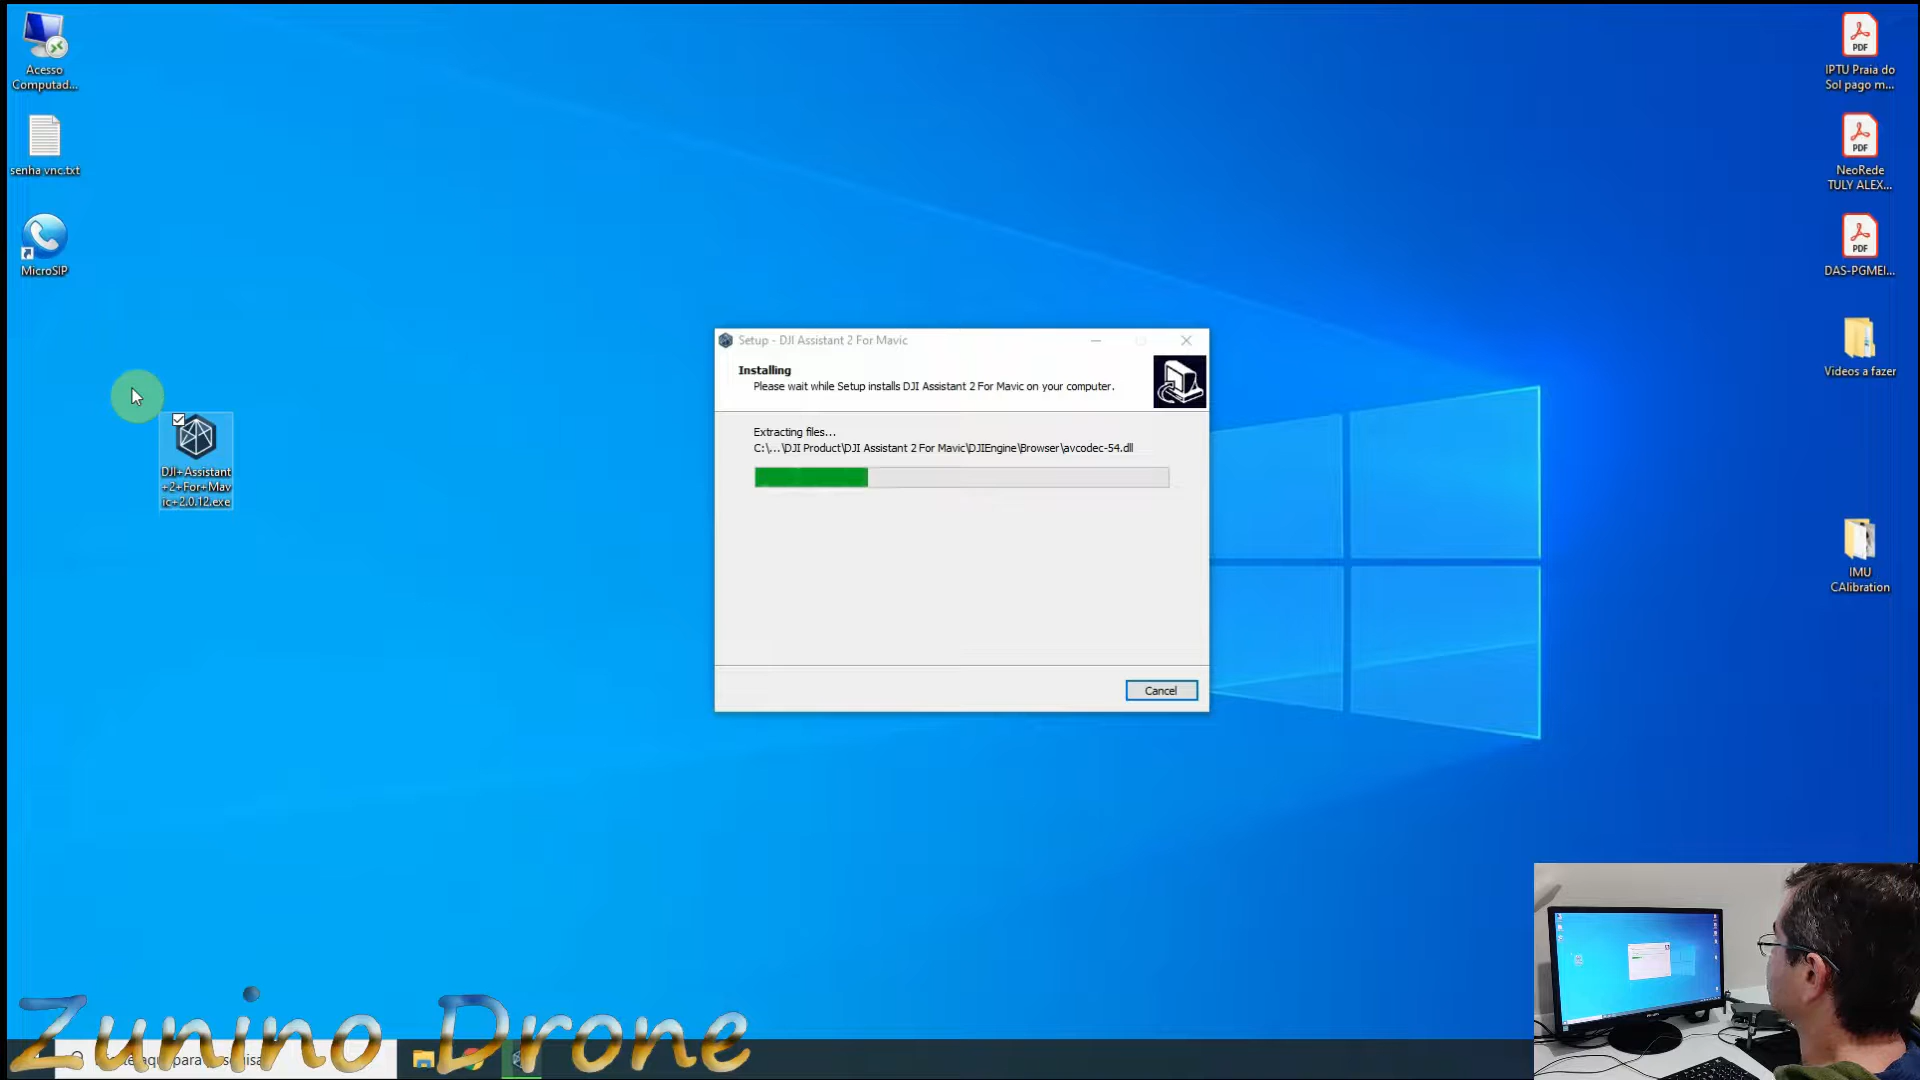 Acesso
Computad...
senha vnc.txt
MicroSIP
DJI+Assistant
+2+For+Mav
ic+2.0.12.exe
Setup - DJI Assistant 2 For Mavic
Installing
Please wait while Setup installs DJI Assistant 2 For Mavic on your computer.
Extracting files...
C:\...\DJI Product\DJI Assistant 2 For Mavic\DJIEngine\Browser\avcodec-54.dll
Cancel
PDF
IPTU Praia do
Sol pago m...
PDF
NeoRede
TULY ALEX...
PDF
DAS-PGMEI...
Videos a fazer
IMU
CAlibration
Zunino Drone